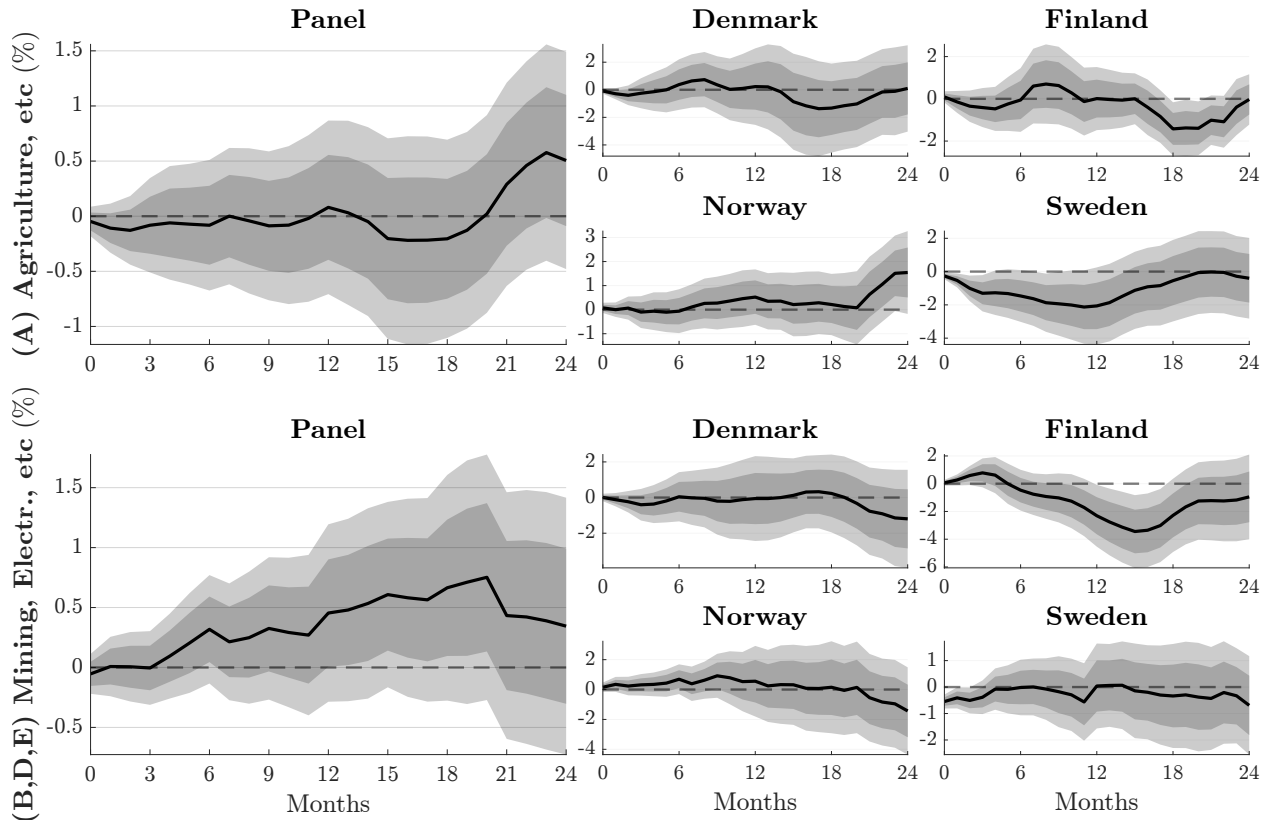 Panel
(A) Agriculture, etc (%)
1.5
1
0.5
0
-0.5
-1
0 3 6 9 12 15 18 21 24
Denmark
2
0
-2
-4
0 6 12 18 24
Finland
2
0
-2
0 6 12 18 24
Norway
3
2
1
0
-1
0 6 12 18 24
Sweden
2
0
-2
-4
0 6 12 18 24
Panel
(B,D,E) Mining, Electr., etc (%)
1.5
1
0.5
0
-0.5
0 3 6 9 12 15 18 21 24
Months
Denmark
2
0
-2
0 6 12 18 24
Finland
2
0
-2
-4
-6
0 6 12 18 24
Norway
2
0
-2
-4
0 6 12 18 24
Months
Sweden
1
0
-1
-2
0 6 12 18 24
Months